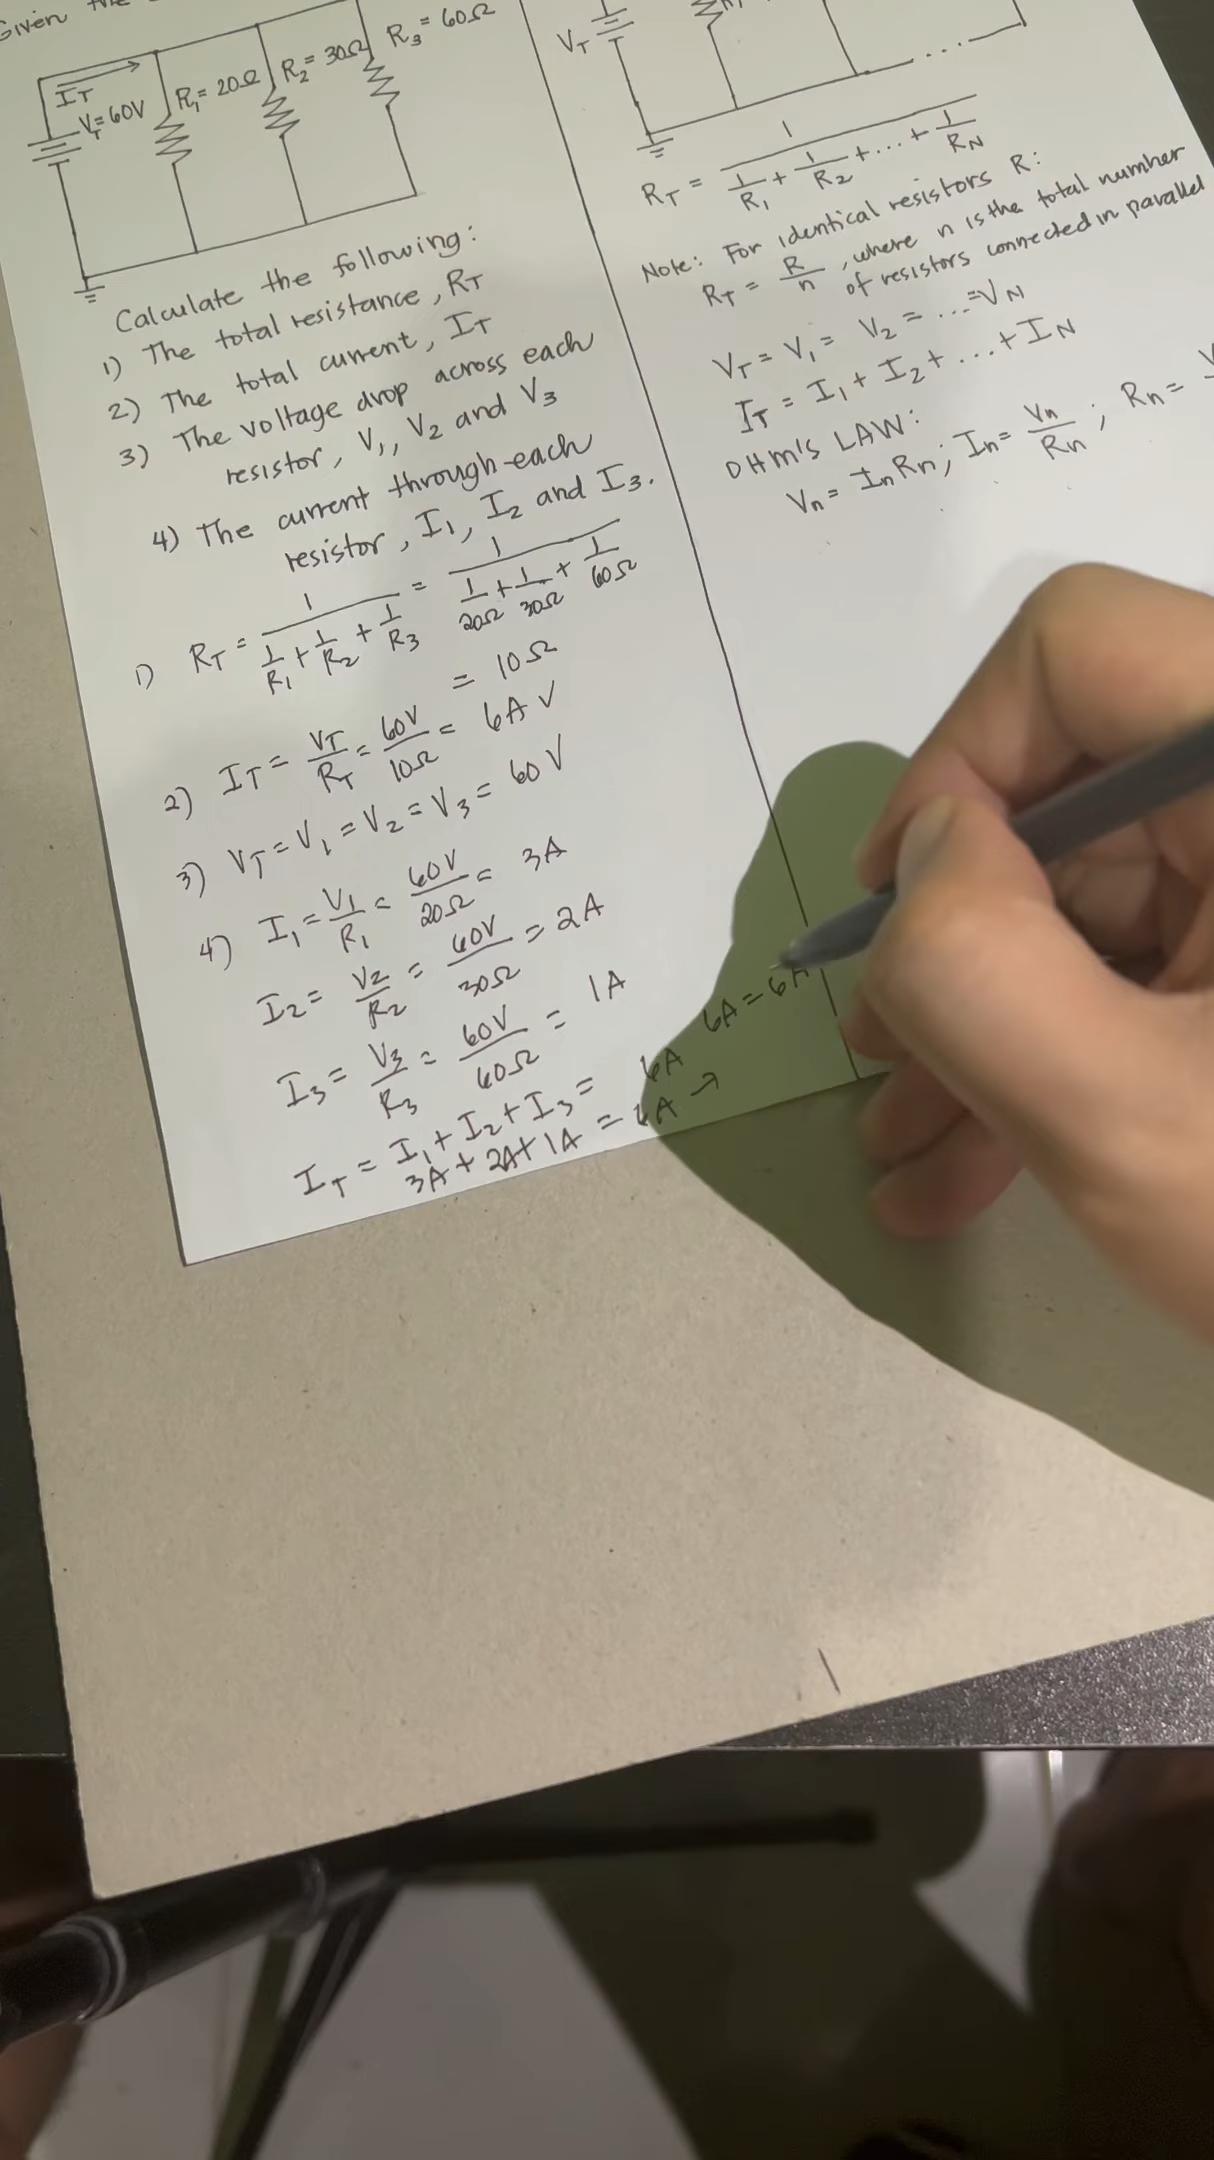 Given the
IT
VT=60V
R1=20Ω
R2=30Ω
R3=60Ω
Calculate the following:
1) The total resistance, RT
2) The total current, IT
3) The voltage drop across each
resistor, V1, V2 and V3
4) The current through each
resistor, I1, I2 and I3.
1) RT = 1/(1/R1 + 1/R2 + 1/R3) = 1/(1/20Ω + 1/30Ω + 1/60Ω)
= 10Ω
2) IT = VT/RT = 60V/10Ω = 6A V
3) VT = V1 = V2 = V3 = 60V
4) I1 = V1/R1 = 60V/20Ω = 3A
I2 = V2/R2 = 60V/30Ω = 2A
I3 = V3/R3 = 60V/60Ω = 1A
IT = I1 + I2 + I3 = 6A
3A + 2A + 1A = 6A → 6A = 6A
VT
RT = 1/(1/R1 + 1/R2 + ... + 1/RN)
Note: For identical resistors R:
RT = R/n, where n is the total number
of resistors connected in parallel
VT = V1 = V2 = ... = VN
IT = I1 + I2 + ... + IN
OHM'S LAW:
Vn = InRn; In = Vn/Rn; Rn =